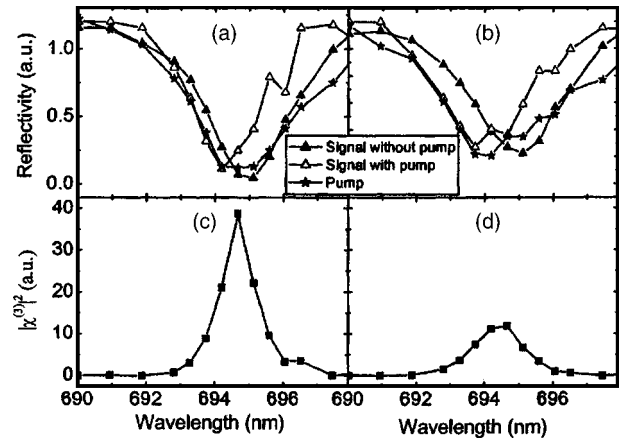 (a)
(b)
Reflectivity (a.u.)
1.0
0.5
0.0
Signal without pump
Signal with pump
Pump
(c)
(d)
|χ⁽³⁾|² (a.u.)
40
30
20
10
0
690 692 694 696 690 692 694 696
Wavelength (nm) Wavelength (nm)